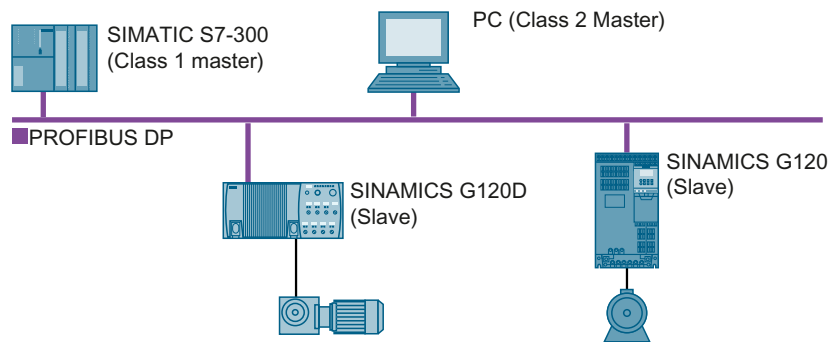 SIMATIC S7-300
(Class 1 master)
PC (Class 2 Master)
PROFIBUS DP
SINAMICS G120D
(Slave)
SINAMICS G120
(Slave)